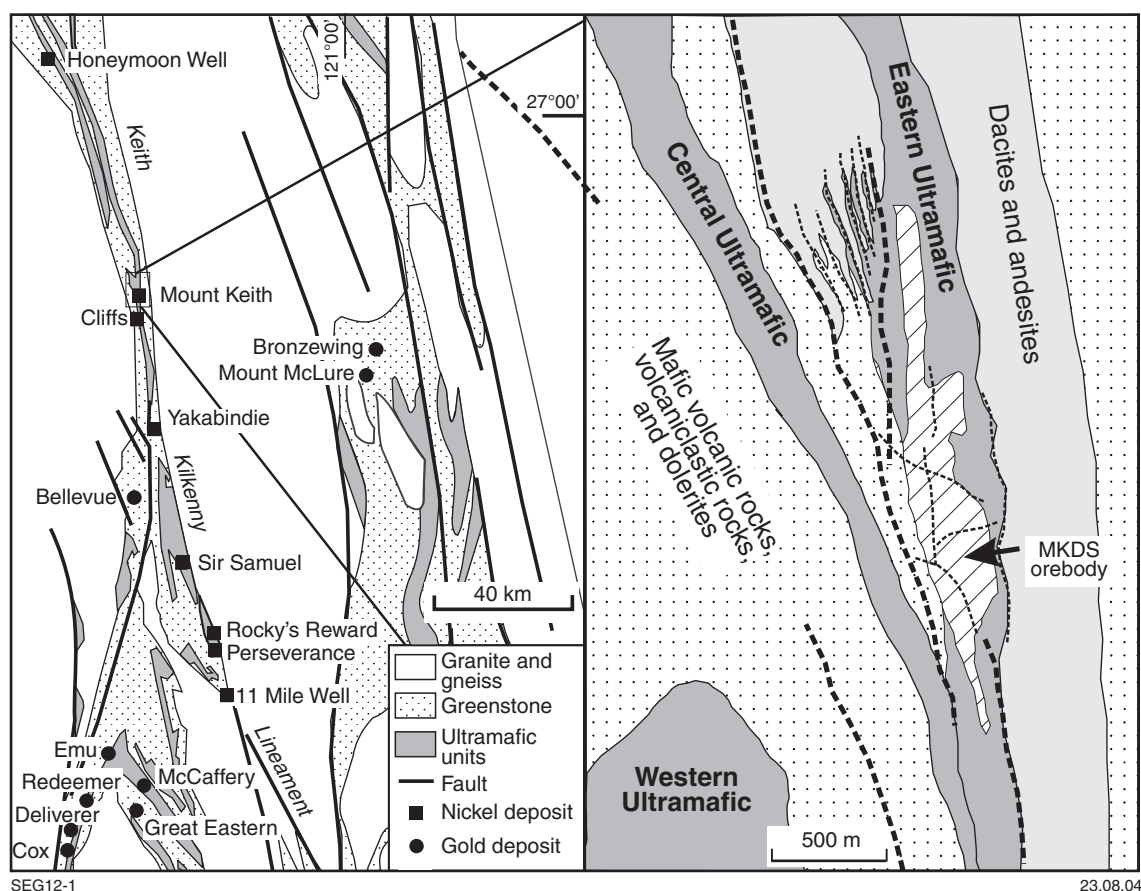 Honeymoon Well
121°00'
27°00'
Keith
Mount Keith
Cliffs
Bronzewing
Mount McLure
Yakabindie
Kilkenny
Bellevue
Sir Samuel
40 km
Rocky's Reward
Perseverance
11 Mile Well
Lineament
Emu
McCaffery
Redeemer
Deliverer
Great Eastern
Cox
Granite and
gneiss
Greenstone
Ultramafic
units
Fault
Nickel deposit
Gold deposit
Central Ultramafic
Eastern Ultramafic
Dacites and andesites
Mafic volcanic rocks,
volcaniclastic rocks,
and dolerites
MKDS
orebody
Western
Ultramafic
500 m
SEG12-1
23.08.04